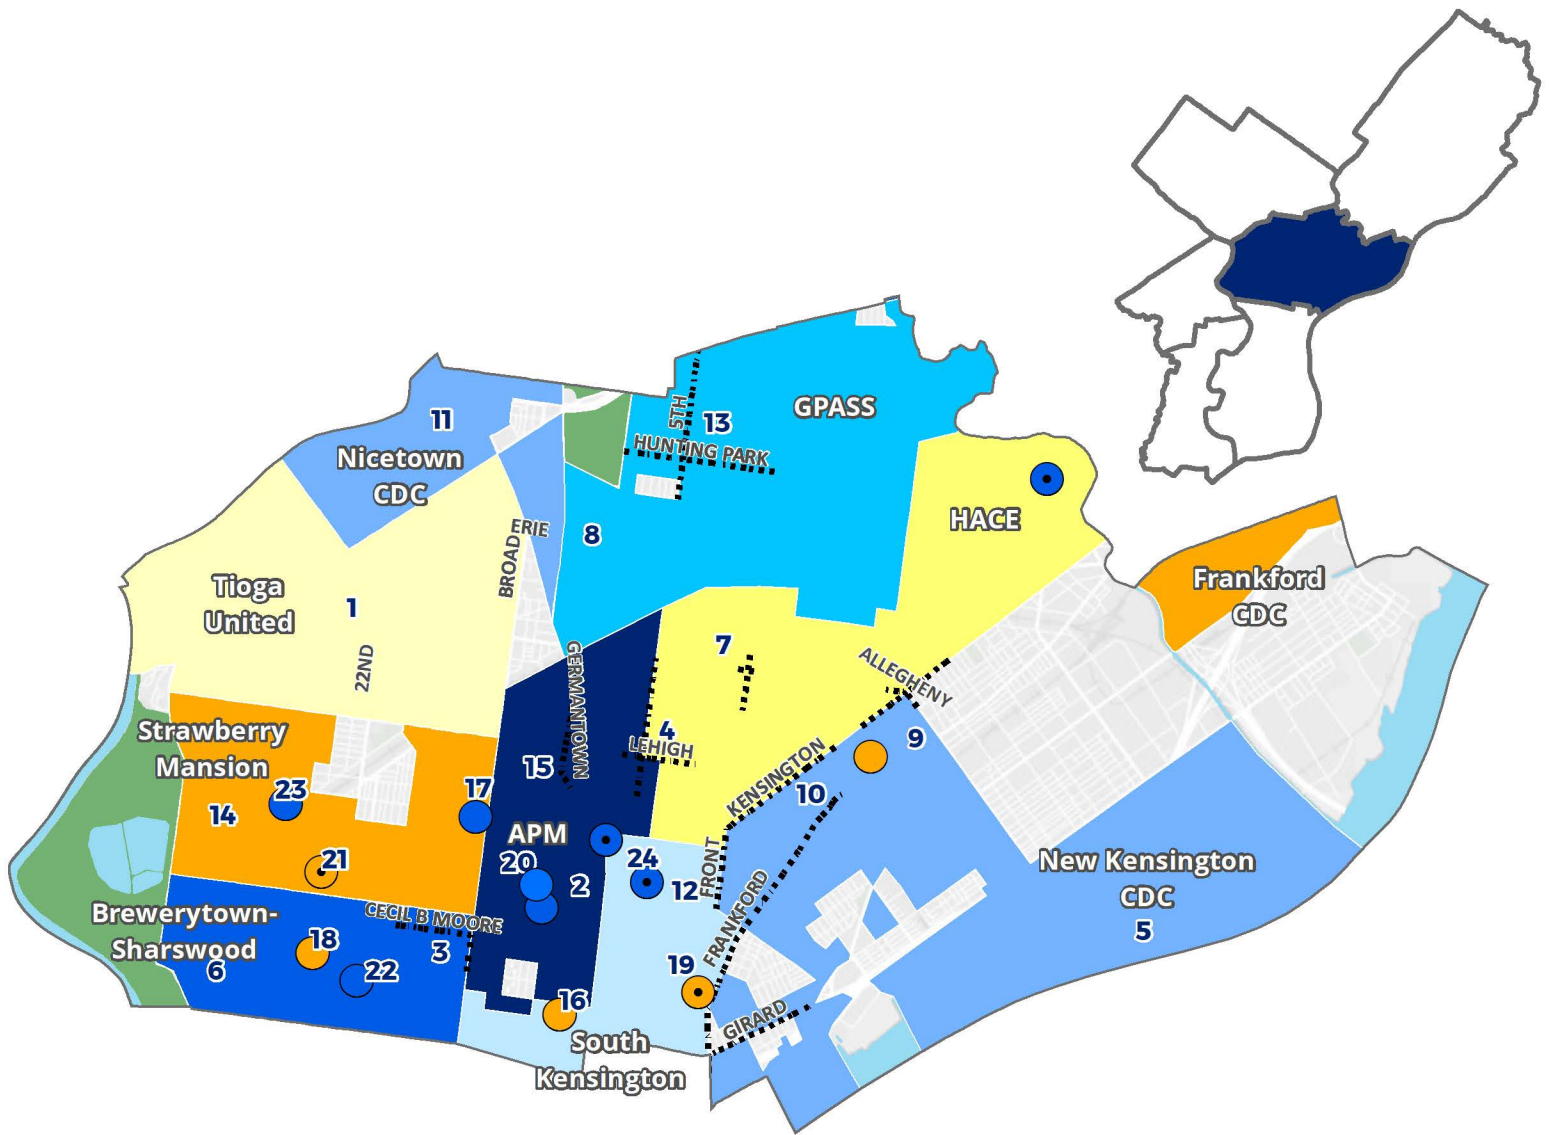 GPASS
5TH
13
11
HUNTING PARK
Nicetown
CDC
HACE
ERIE
8
BROAD
Frankford
CDC
Tioga
United
1
7
22ND
GERMANTOWN
ALLEGHENY
Strawberry
Mansion
4
LEHIGH
9
15
KENSINGTON
23
17
14
10
APM
21
20
24
2
12
FRONT
New Kensington
CDC
5
Brewerytown-
Sharswood
CECIL B MOORE
FRANKFORD
18
3
6
22
19
16
GIRARD
South
Kensington